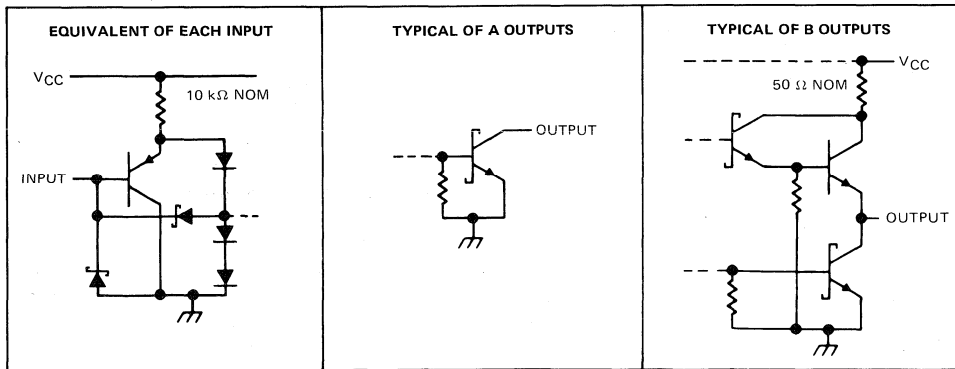 EQUIVALENT OF EACH INPUT
VCC
10 kΩ NOM
INPUT
TYPICAL OF A OUTPUTS
OUTPUT
TYPICAL OF B OUTPUTS
VCC
50 Ω NOM
OUTPUT